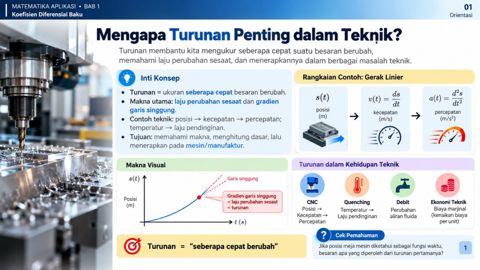 MATEMATIKA APLIKASI • BAB 1
Koefisien Diferensial Baku
01
Orientasi
Mengapa Turunan Penting dalam Teknik?
Turunan membantu kita mengukur seberapa cepat suatu besaran berubah,
memahami laju perubahan sesaat, dan menerapkannya dalam berbagai masalah teknik.
Inti Konsep
• Turunan = ukuran seberapa cepat besaran berubah.
• Makna utama: laju perubahan sesaat dan gradien
garis singgung.
• Contoh teknik: posisi → kecepatan → percepatan;
temperatur → laju pendinginan.
• Tujuan: memahami makna, menghitung dasar, lalu
menerapkan pada mesin/manufaktur.
Rangkaian Contoh: Gerak Linier
s(t)
posisi
(m)
v(t) = ds/dt
kecepatan
(m/s)
a(t) = d²s/dt²
percepatan
(m/s²)
Makna Visual
s(t)
Posisi
(m)
Garis singgung
Gradien garis singgung
= laju perubahan sesaat
= turunan
t (s)
Turunan dalam Kehidupan Teknik
CNC
Posisi →
Kecepatan →
Percepatan
Quenching
Temperatur →
Laju pendinginan
Debit
Perubahan
aliran fluida
Ekonomi Teknik
Biaya marjinal
(kenaikan biaya
per unit)
Turunan = "seberapa cepat berubah"
Cek Pemahaman
Jika posisi meja mesin diketahui sebagai fungsi waktu,
besaran apa yang diperoleh dari turunan pertamanya?
1